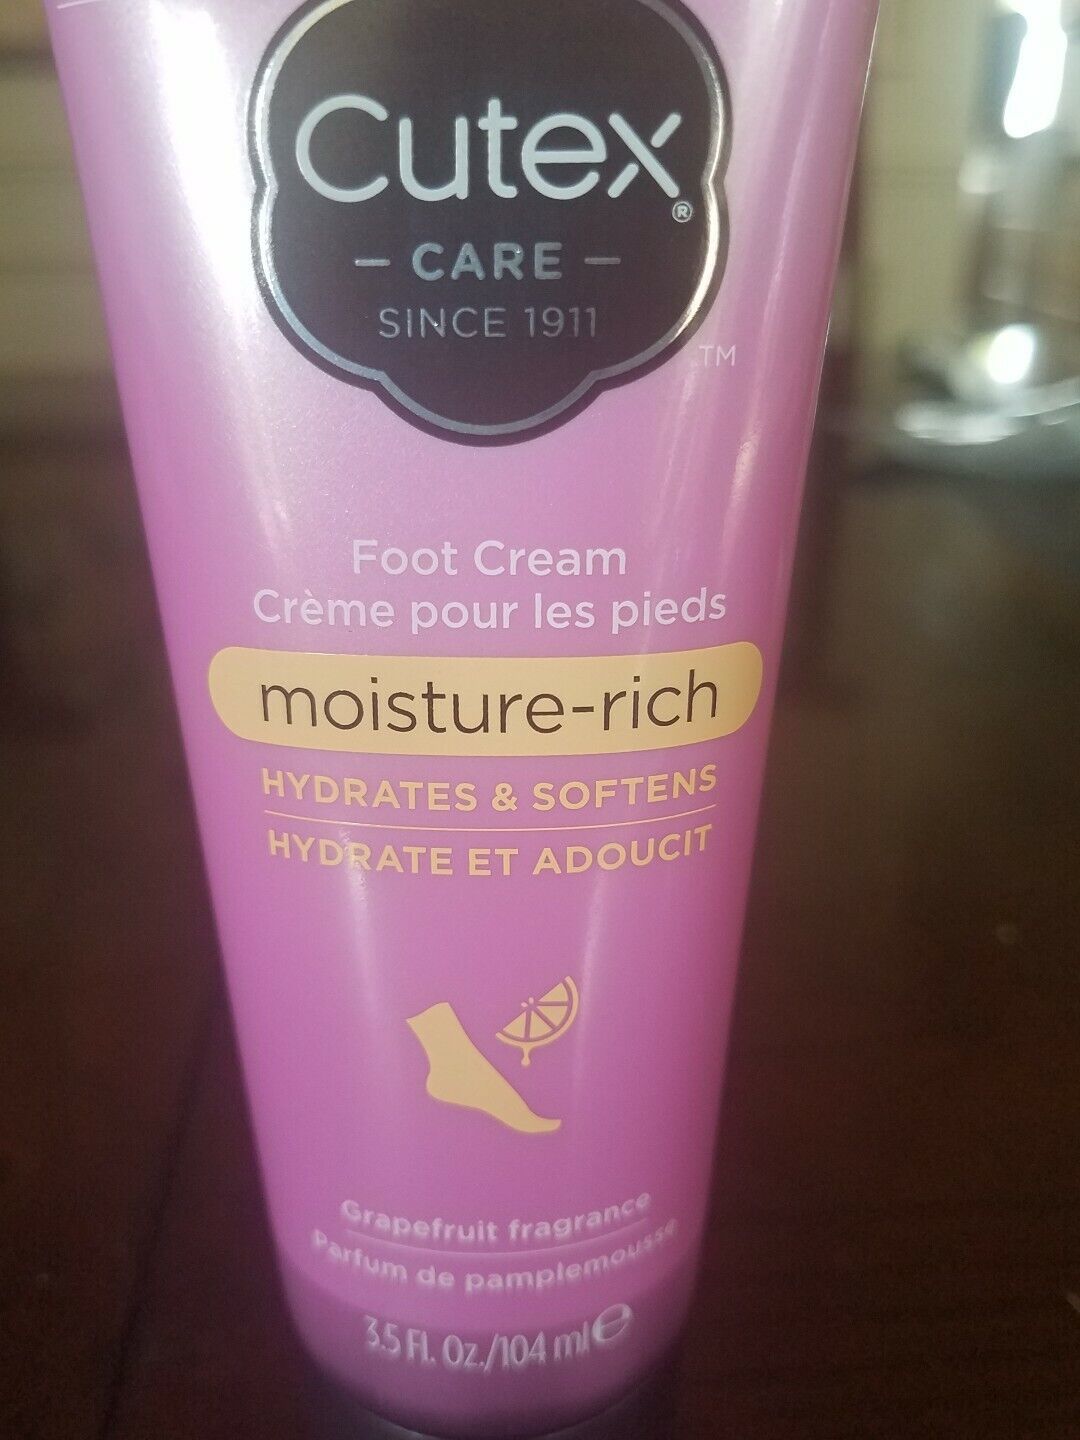 Cutex®
CARE
SINCE 1911
TM
Foot Cream
Crème pour les pieds
moisture-rich
HYDRATES & SOFTENS
HYDRATE ET ADOUCIT
Grapefruit fragrance
Parfum de pamplemousse
3.5 Fl. Oz./104 ml ℮